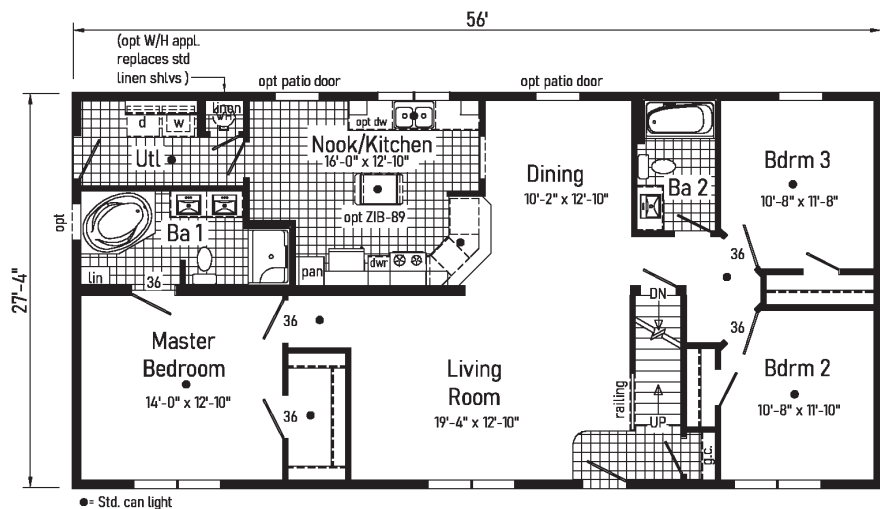 56'
(opt W/H appl.
replaces std
linen shlvs )
opt patio door
opt patio door
linen
WH
d
w
Utl
opt dw
Nook/Kitchen
16'-0" x 12'-10"
opt ZIB-89
Dining
10'-2" x 12'-10"
Ba 2
Bdrm 3
10'-8" x 11'-8"
27'-4"
opt
Ba 1
lin
36
pan
dwr
36
DN
36
Master
Bedroom
14'-0" x 12'-10"
36
36
Living
Room
19'-4" x 12'-10"
railing
UP
g.c.
Bdrm 2
10'-8" x 11'-10"
●= Std. can light